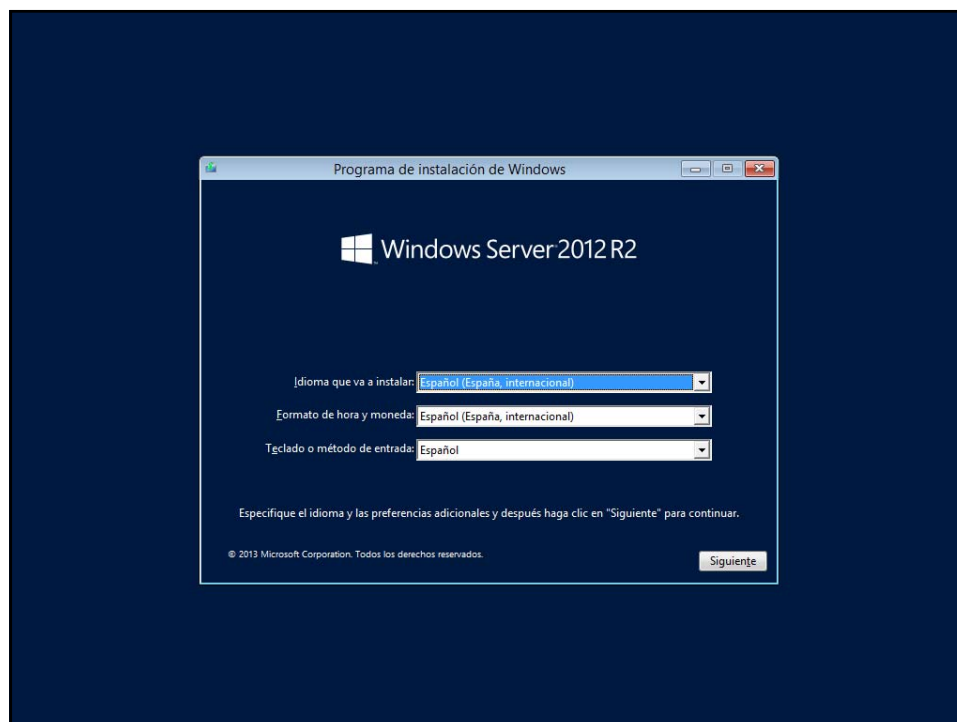 Programa de instalación de Windows
Windows Server 2012 R2
Idioma que va a instalar: Español (España, internacional)
Formato de hora y moneda: Español (España, internacional)
Teclado o método de entrada: Español
Especifique el idioma y las preferencias adicionales y después haga clic en "Siguiente" para continuar.
© 2013 Microsoft Corporation. Todos los derechos reservados.
Siguiente